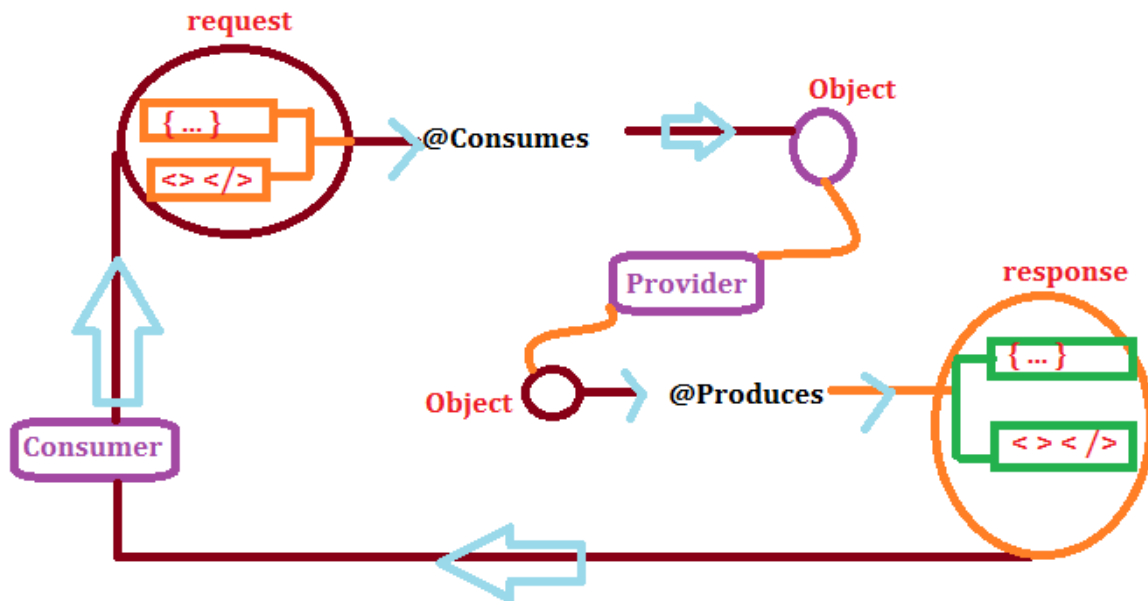 request
{ ... }
< > < / >
@Consumes
Object
Provider
Object
@Produces
response
{ ... }
< > < / >
Consumer